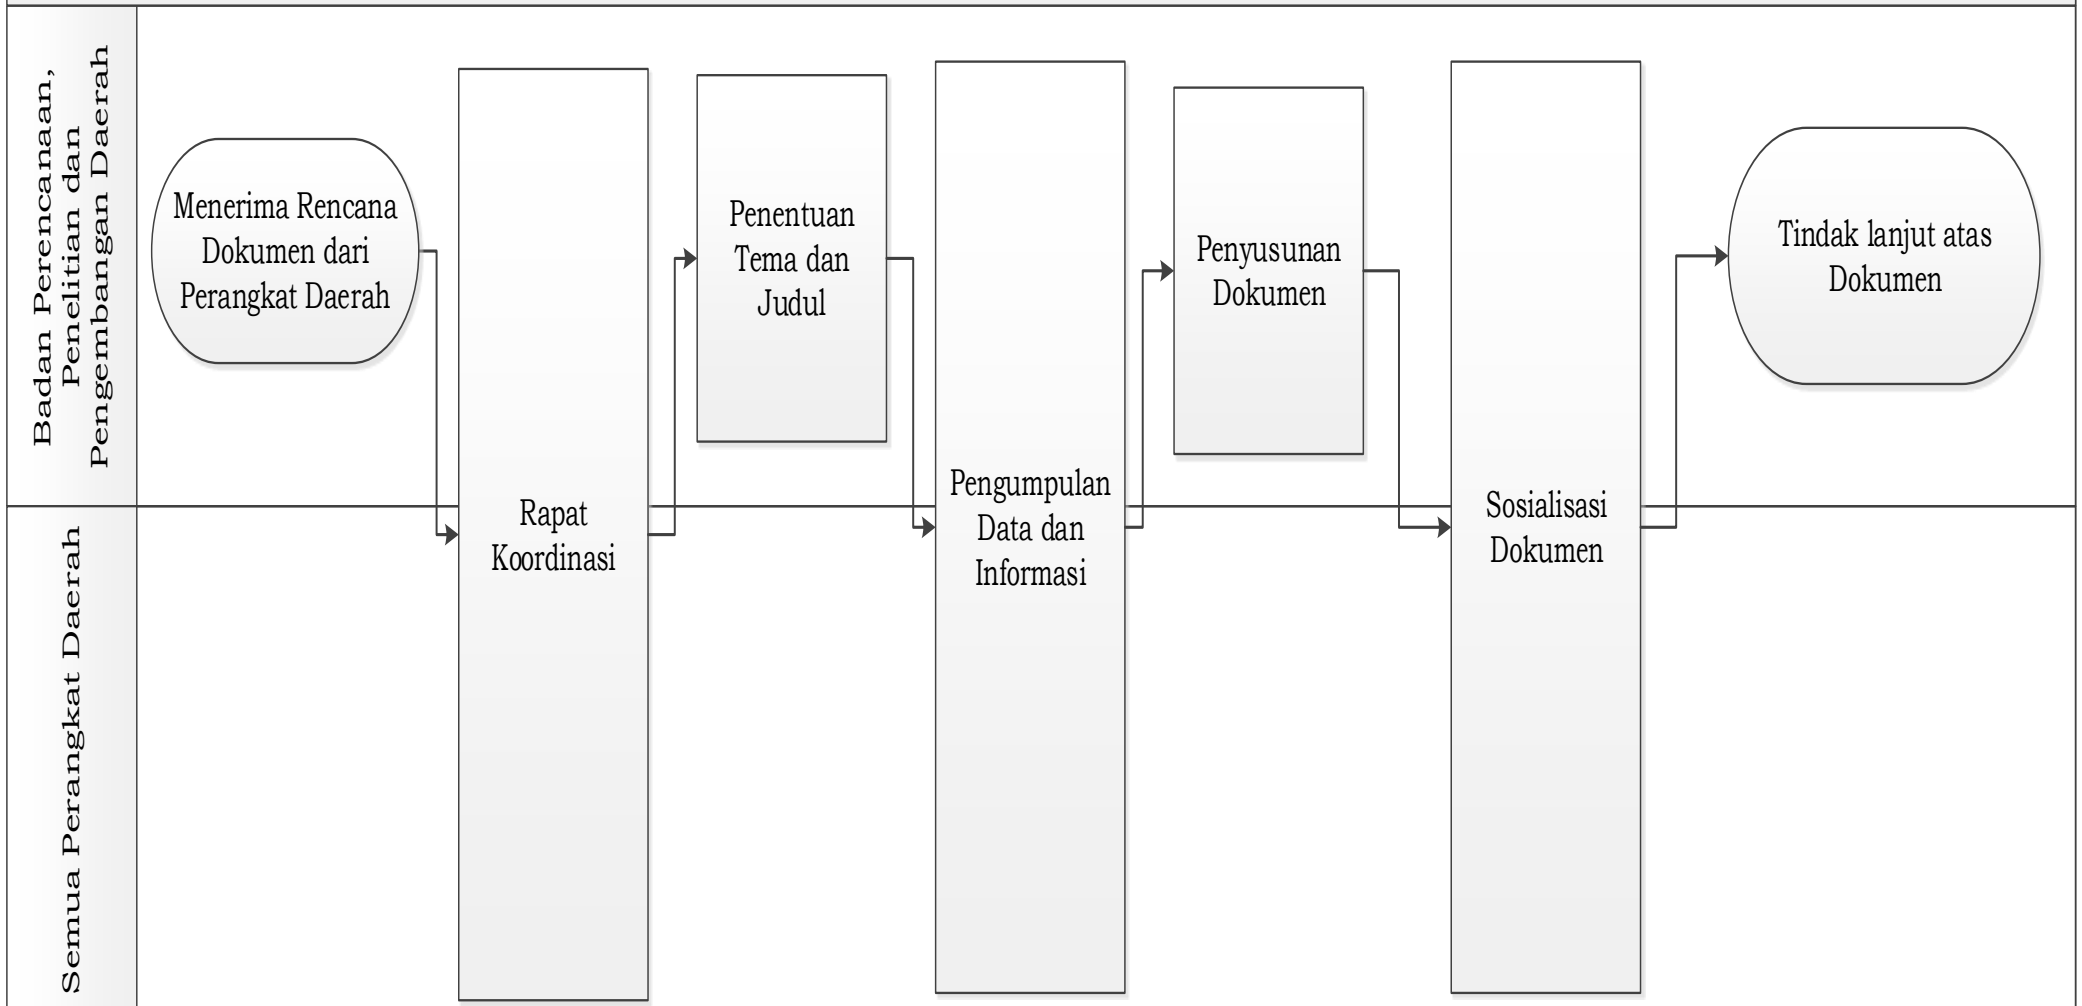 Badan Perencanaan,
Penelitian dan
Pengembangan Daerah
Menerima Rencana
Dokumen dari
Perangkat Daerah
Rapat
Koordinasi
Penentuan
Tema dan
Judul
Pengumpulan
Data dan
Informasi
Penyusunan
Dokumen
Sosialisasi
Dokumen
Tindak lanjut atas
Dokumen
Semua Perangkat Daerah